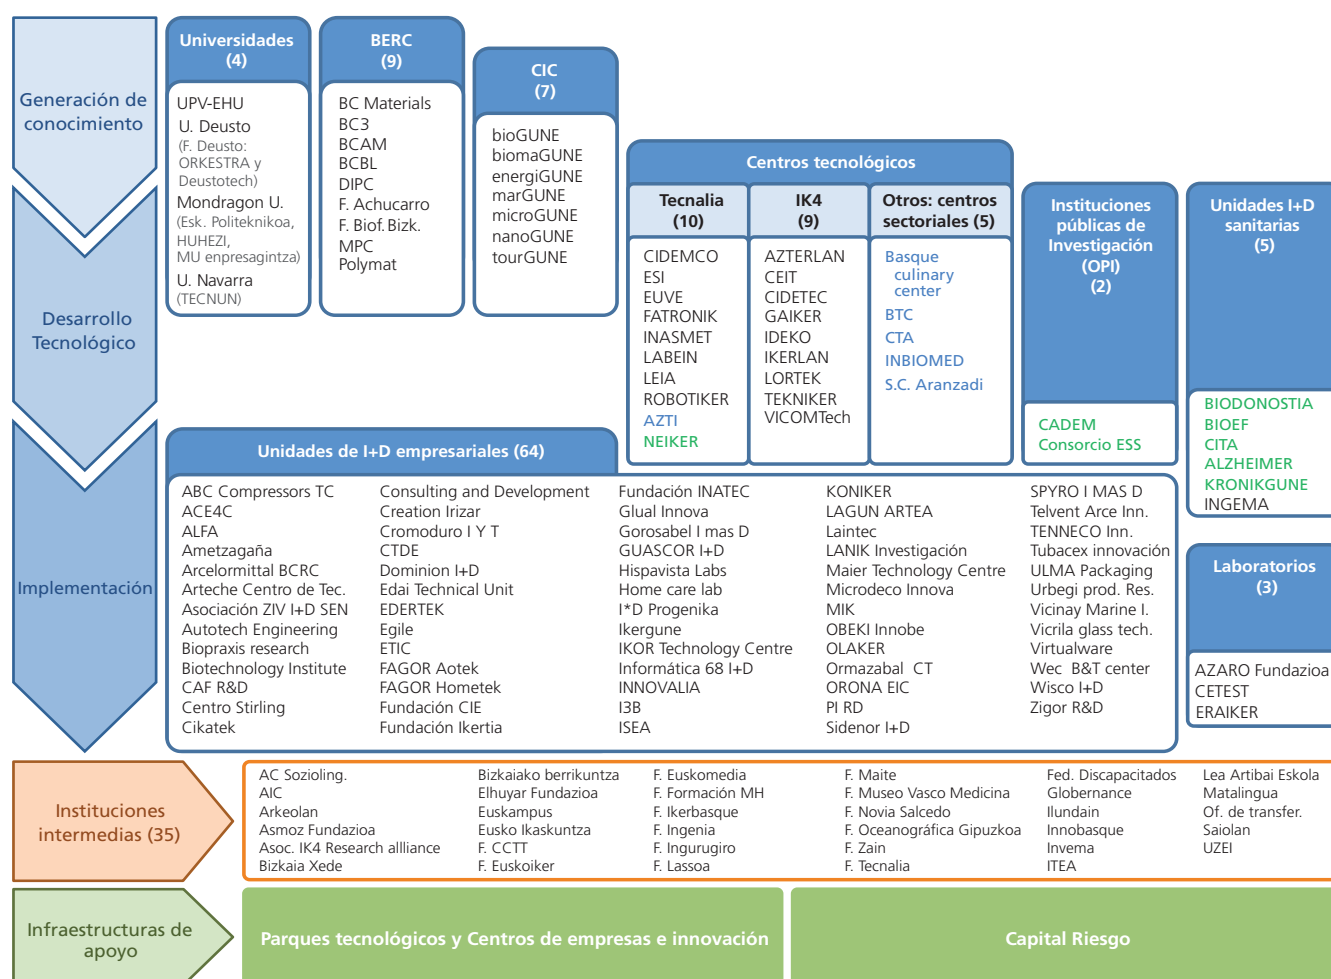 Generación de
conocimiento
Desarrollo
Tecnológico
Implementación
Universidades
(4)
UPV-EHU
U. Deusto
(F. Deusto:
ORKESTRA y
Deustotech)
Mondragon U.
(Esk. Politeknikoa,
HUHEZI,
MU enpresagintza)
U. Navarra
(TECNUN)
BERC
(9)
BC Materials
BC3
BCAM
BCBL
DIPC
F. Achucarro
F. Biof. Bizk.
MPC
Polymat
CIC
(7)
bioGUNE
biomaGUNE
energiGUNE
marGUNE
microGUNE
nanoGUNE
tourGUNE
Centros tecnológicos
Tecnalia
(10)
CIDEMCO
ESI
EUVE
FATRONIK
INASMET
LABEIN
LEIA
ROBOTIKER
AZTI
NEIKER
IK4
(9)
AZTERLAN
CEIT
CIDETEC
GAIKER
IDEKO
IKERLAN
LORTEK
TEKNIKER
VICOMTech
Otros: centros
sectoriales (5)
Basque
culinary
center
BTC
CTA
INBIOMED
S.C. Aranzadi
Instituciones
públicas de
Investigación
(OPI)
(2)
CADEM
Consorcio ESS
Unidades I+D
sanitarias
(5)
BIODONOSTIA
BIOEF
CITA
ALZHEIMER
KRONIKGUNE
INGEMA
Laboratorios
(3)
AZARO Fundazioa
CETEST
ERAIKER
Unidades de I+D empresariales (64)
ABC Compressors TC
ACE4C
ALFA
Ametzagaña
Arcelormittal BCRC
Arteche Centro de Tec.
Asociación ZIV I+D SEN
Autotech Engineering
Biopraxis research
Biotechnology Institute
CAF R&D
Centro Stirling
Cikatek
Consulting and Development
Creation Irizar
Cromoduro I Y T
CTDE
Dominion I+D
Edai Technical Unit
EDERTEK
Egile
ETIC
FAGOR Aotek
FAGOR Hometek
Fundación CIE
Fundación Ikertia
Fundación INATEC
Glual Innova
Gorosabel I mas D
GUASCOR I+D
Hispavista Labs
Home care lab
I*D Progenika
Ikergune
IKOR Technology Centre
Informática 68 I+D
INNOVALIA
I3B
ISEA
KONIKER
LAGUN ARTEA
Laintec
LANIK Investigación
Maier Technology Centre
Microdeco Innova
MIK
OBEKI Innobe
OLAKER
Ormazabal CT
ORONA EIC
PI RD
Sidenor I+D
SPYRO I MAS D
Telvent Arce Inn.
TENNECO Inn.
Tubacex innovación
ULMA Packaging
Urbegi prod. Res.
Vicinay Marine I.
Vicrila glass tech.
Virtualware
Wec B&T center
Wisco I+D
Zigor R&D
Instituciones
intermedias (35)
AC Sozioling.
AIC
Arkeolan
Asmoz Fundazioa
Asoc. IK4 Research allliance
Bizkaia Xede
Bizkaiako berrikuntza
Elhuyar Fundazioa
Euskampus
Eusko Ikaskuntza
F. CCTT
F. Euskoiker
F. Euskomedia
F. Formación MH
F. Ikerbasque
F. Ingenia
F. Ingurugiro
F. Lassoa
F. Maite
F. Museo Vasco Medicina
F. Novia Salcedo
F. Oceanográfica Gipuzkoa
F. Zain
F. Tecnalia
Fed. Discapacitados
Globernance
Ilundain
Innobasque
Invema
ITEA
Lea Artibai Eskola
Matalingua
Of. de transfer.
Saiolan
UZEI
Infraestructuras de
apoyo
Parques tecnológicos y Centros de empresas e innovación
Capital Riesgo